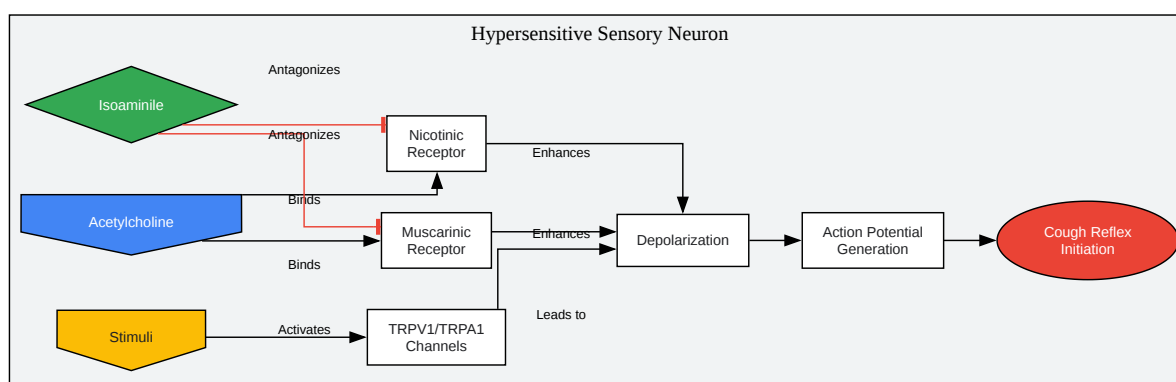 Hypersensitive Sensory Neuron
Antagonizes
Isoaminile
Antagonizes
Nicotinic
Receptor
Enhances
Binds
Acetylcholine
Muscarinic
Receptor
Enhances
Binds
Depolarization
Action Potential
Generation
Cough Reflex
Initiation
Stimuli
Activates
TRPV1/TRPA1
Channels
Leads to